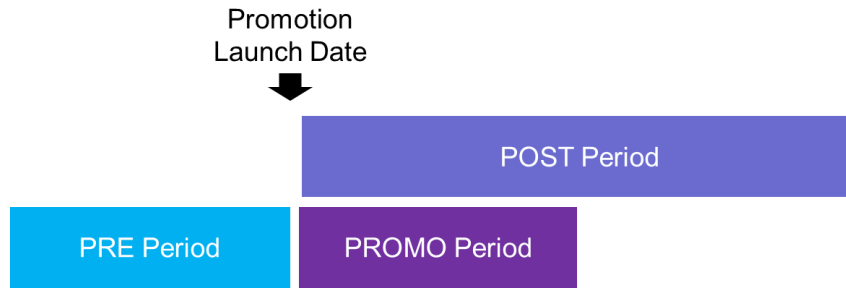 Promotion
Launch Date
POST Period
PRE Period
PROMO Period